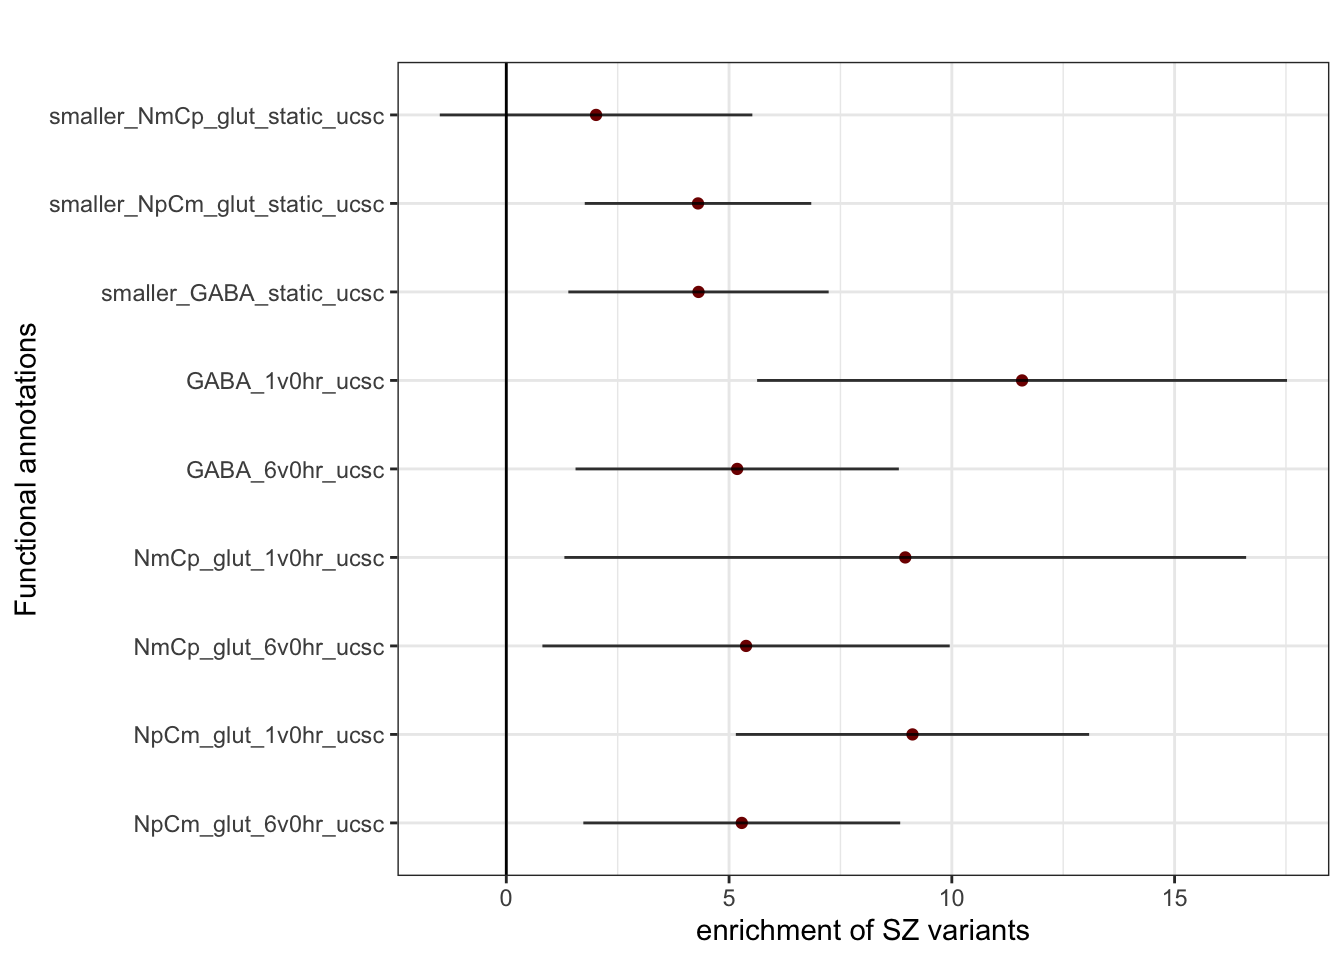 smaller_NmCp_glut_static_ucsc
smaller_NpCm_glut_static_ucsc
smaller_GABA_static_ucsc
GABA_1v0hr_ucsc
GABA_6v0hr_ucsc
NmCp_glut_1v0hr_ucsc
NmCp_glut_6v0hr_ucsc
NpCm_glut_1v0hr_ucsc
NpCm_glut_6v0hr_ucsc
Functional annotations
0 5 10 15
enrichment of SZ variants